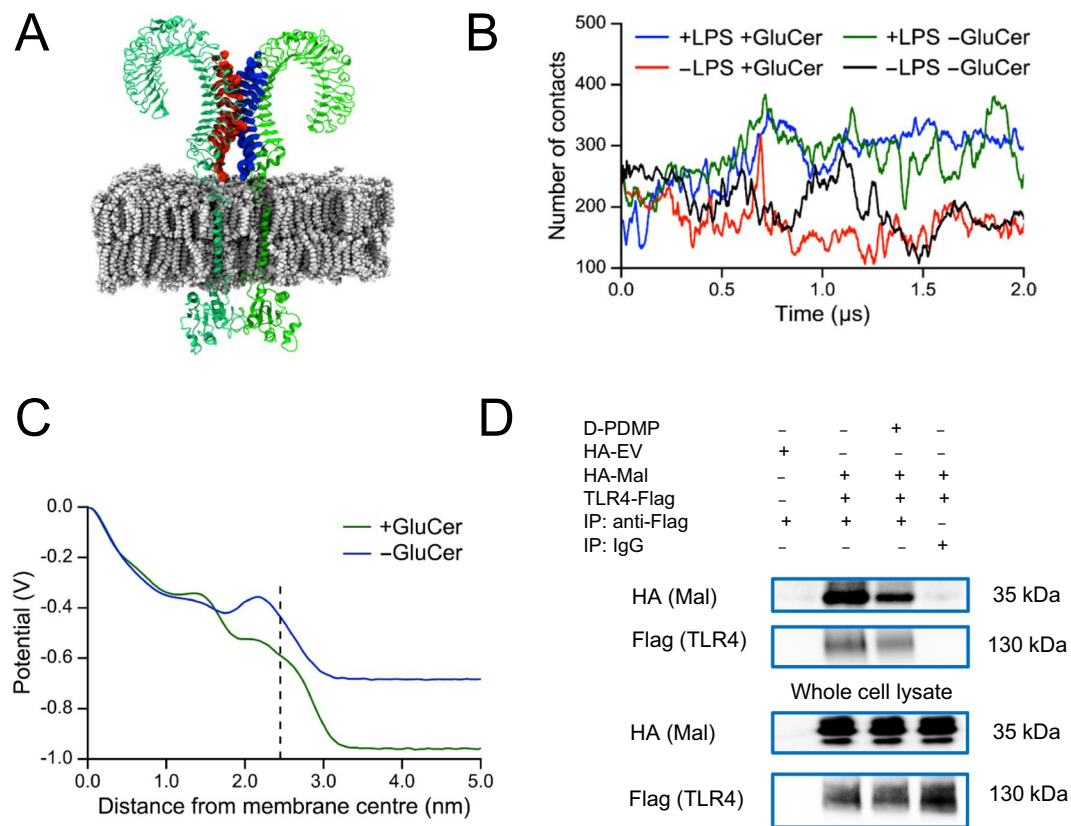 A
B
+LPS +GluCer
+LPS −GluCer
−LPS +GluCer
−LPS −GluCer
Number of contacts
500
400
300
200
100
0.0 0.5 1.0 1.5 2.0
Time (µs)
C
+GluCer
−GluCer
Potential (V)
0.0
-0.2
-0.4
-0.6
-0.8
-1.0
0.0 1.0 2.0 3.0 4.0 5.0
Distance from membrane centre (nm)
D
D-PDMP − − + −
HA-EV + − − −
HA-Mal − + + +
TLR4-Flag − + + +
IP: anti-Flag + + + −
IP: IgG − − − +
HA (Mal) 35 kDa
Flag (TLR4) 130 kDa
Whole cell lysate
HA (Mal) 35 kDa
Flag (TLR4) 130 kDa